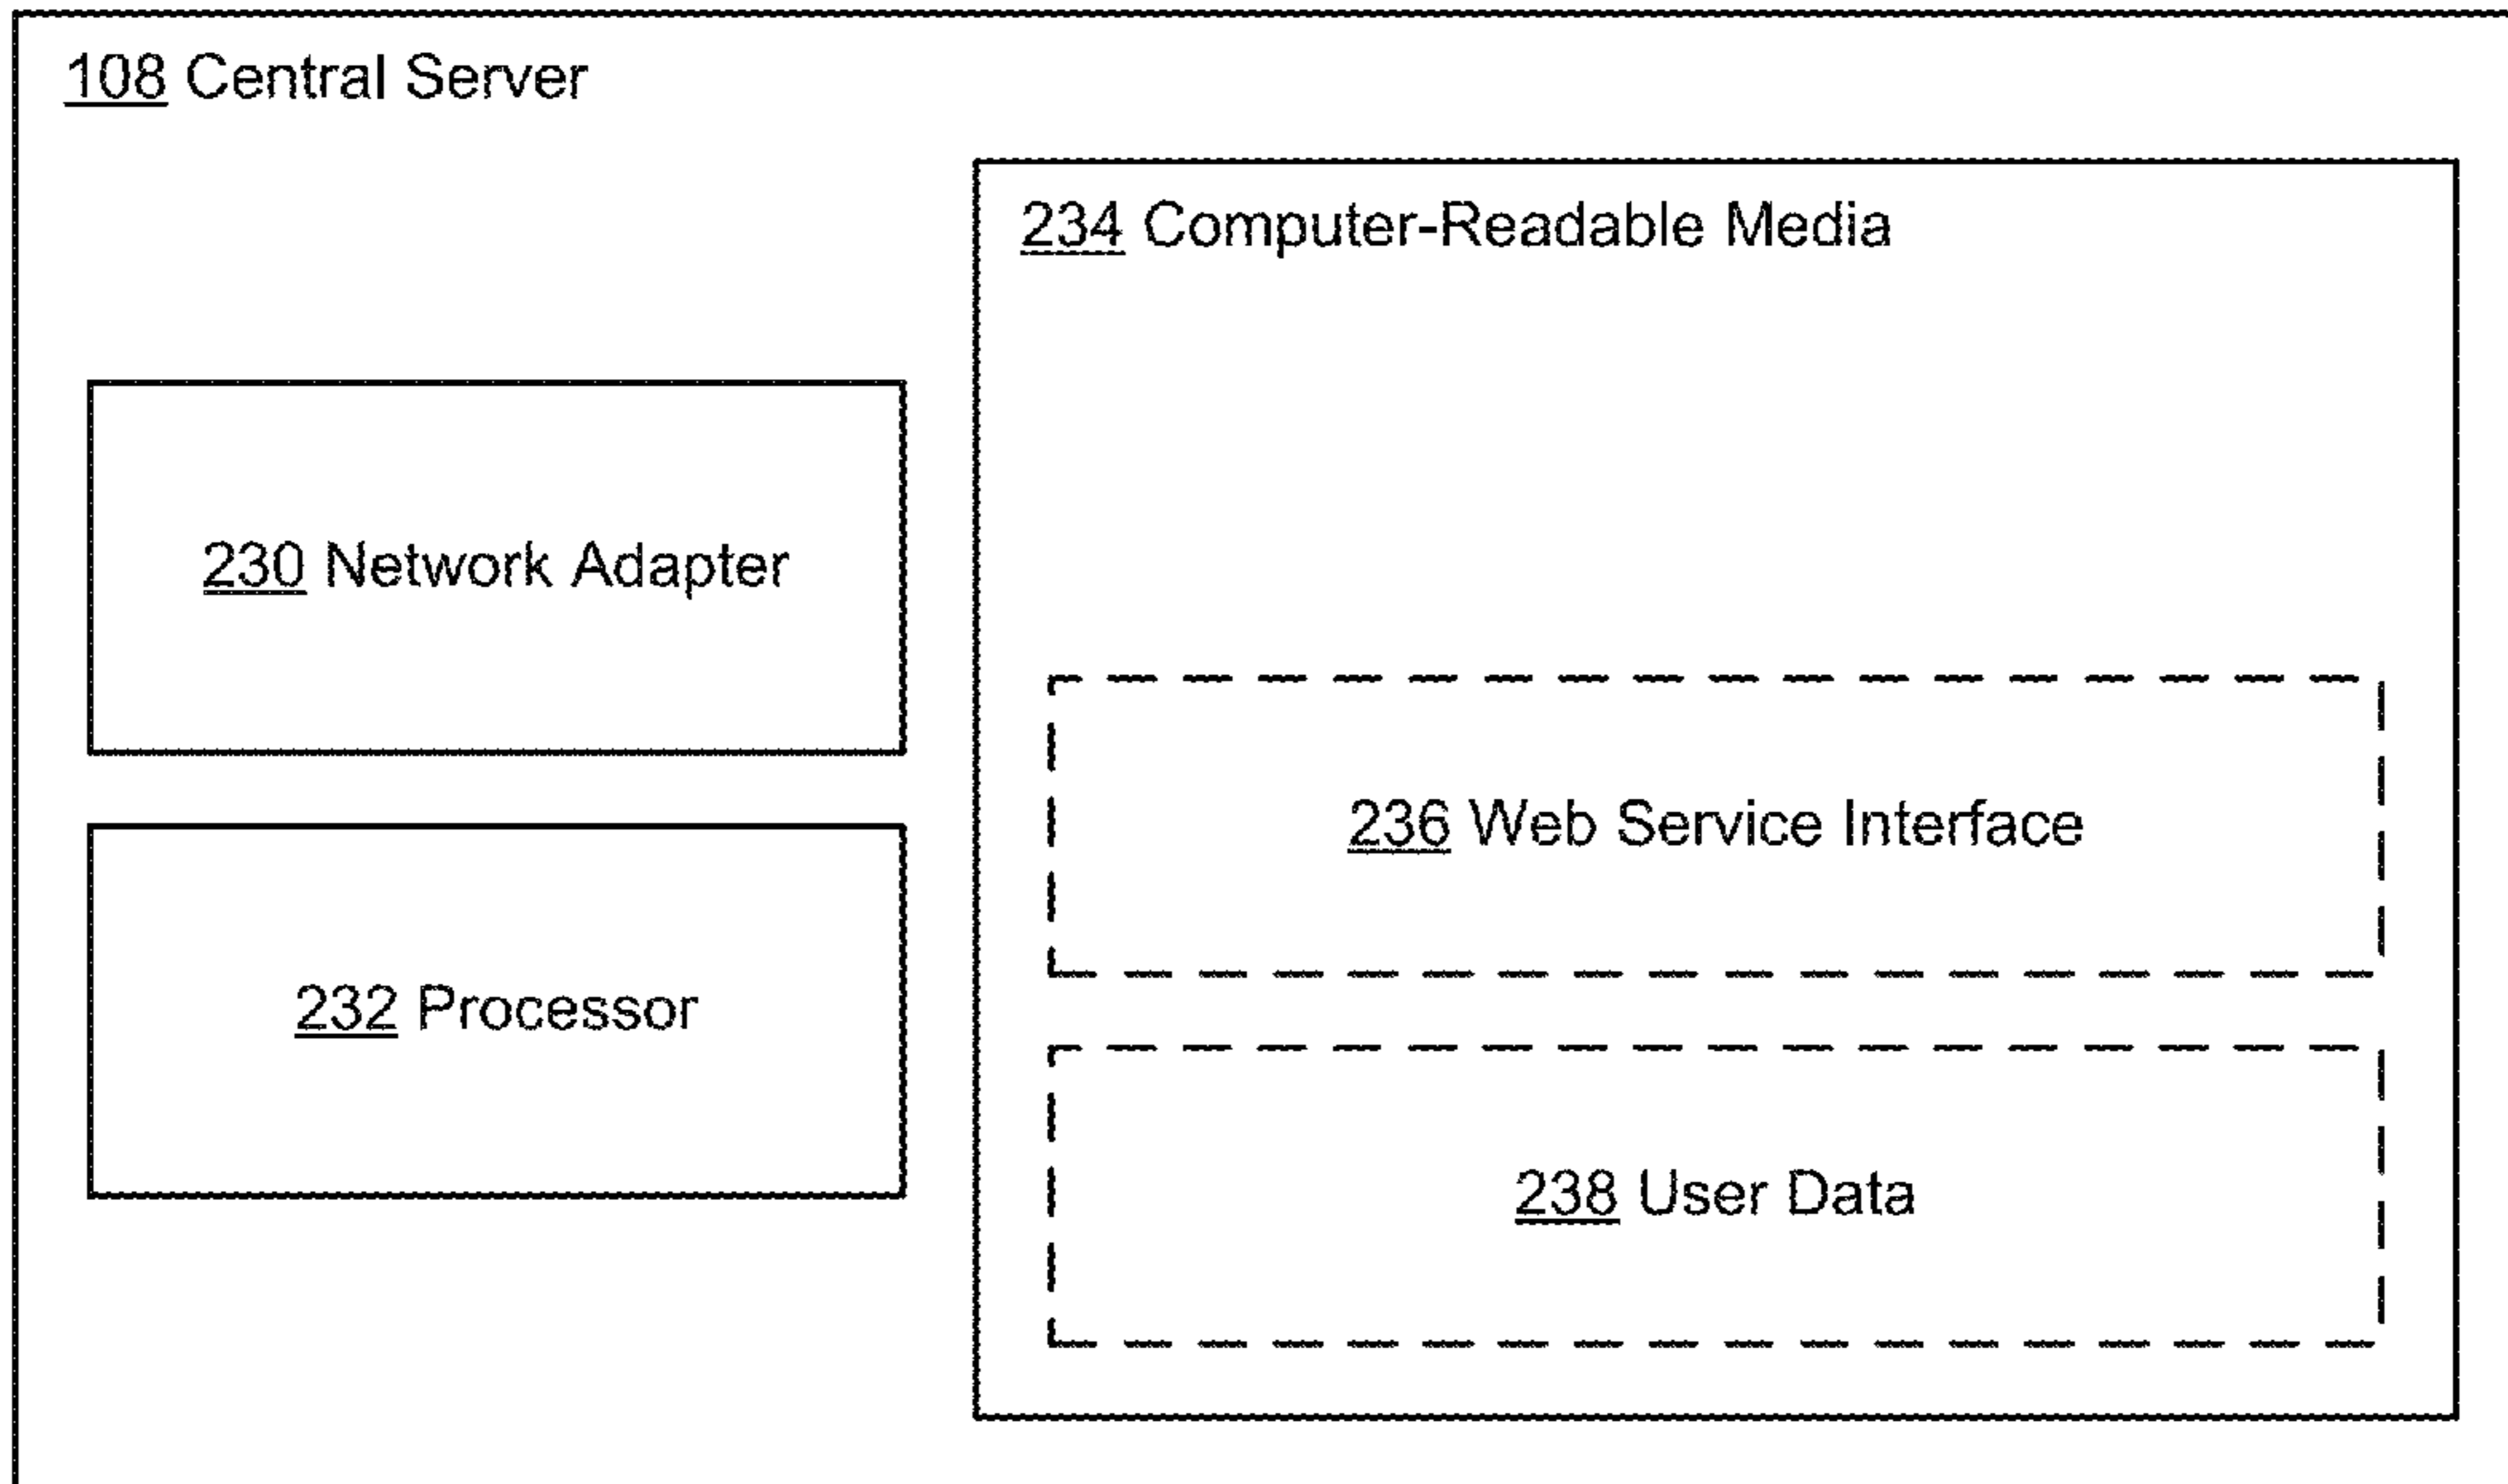 108 Central Server
234 Computer-Readable Media
230 Network Adapter
232 Processor
236 Web Service Interface
238 User Data